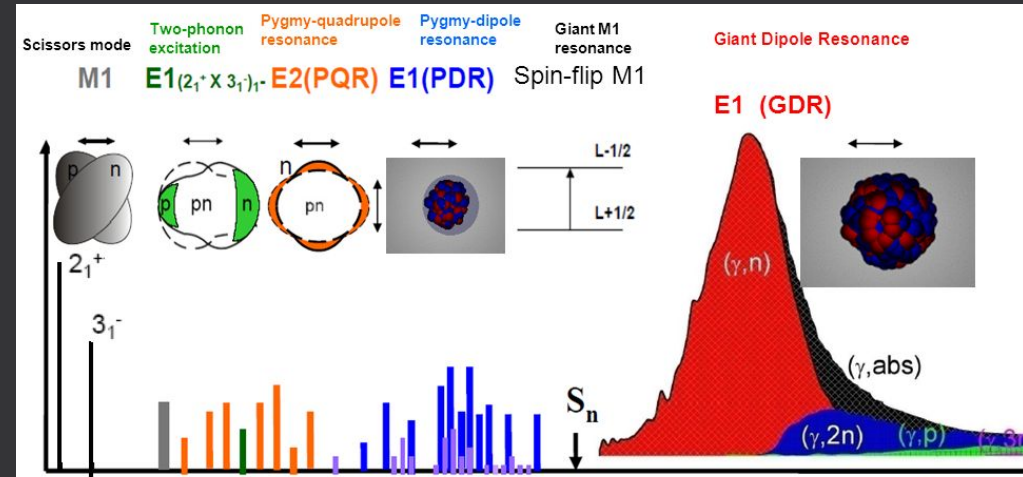 Scissors mode
M1
Two-phonon
excitation
E1(2₁⁺ X 3₁⁻)₁-
Pygmy-quadrupole
resonance
E2(PQR)
Pygmy-dipole
resonance
E1(PDR)
Giant M1
resonance
Spin-flip M1
Giant Dipole Resonance
E1 (GDR)
p n
p pn n
n
pn
L-1/2
L+1/2
2₁⁺
3₁⁻
Sₙ
(γ,n)
(γ,abs)
(γ,2n)
(γ,p)
(γ,3n